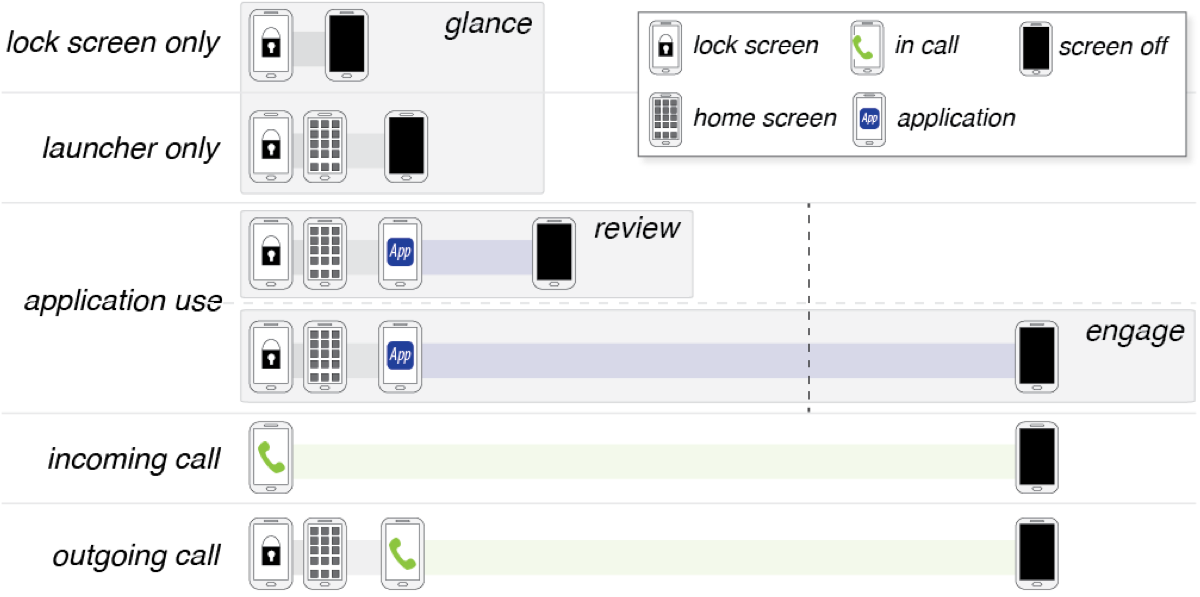 lock screen only
glance
lock screen
in call
screen off
home screen
App
application
launcher only
application use
App
review
App
engage
incoming call
outgoing call